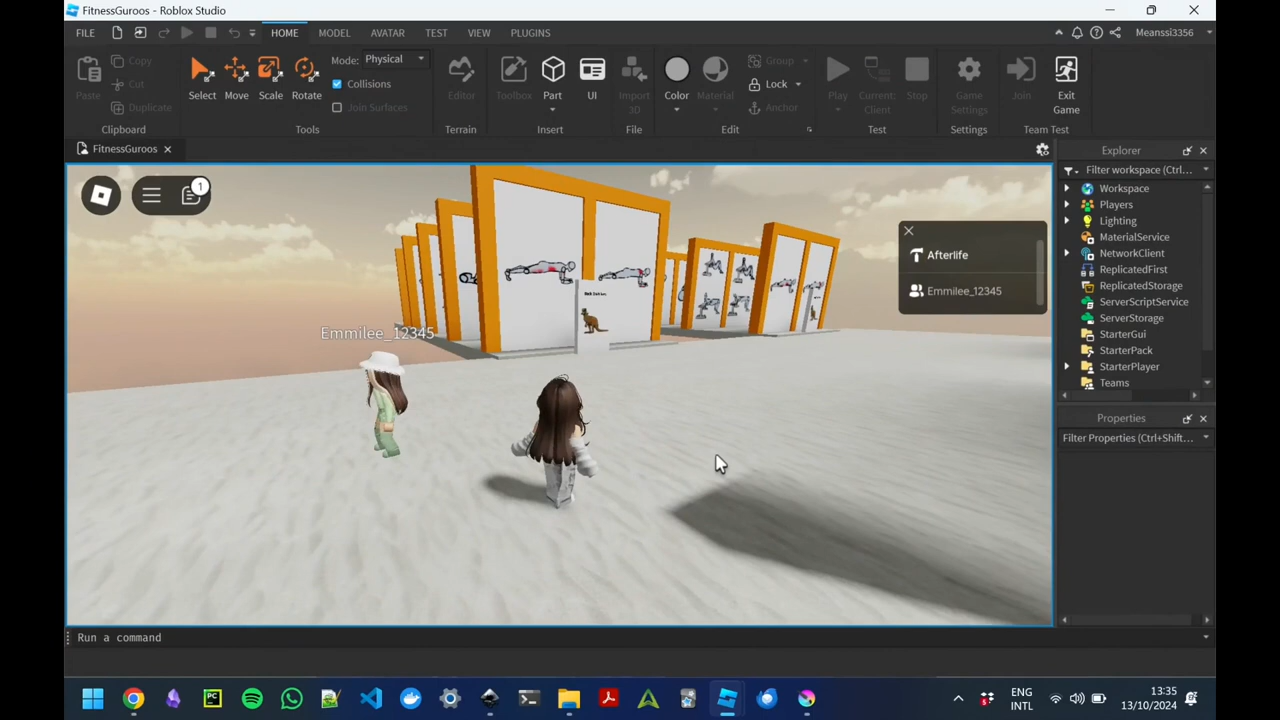 FitnessGuroos - Roblox Studio
FILE HOME MODEL AVATAR TEST VIEW PLUGINS Meanssi3356
Paste
Copy
Cut
Duplicate
Clipboard
Select Move Scale Rotate
Mode: Physical
Collisions
Join Surfaces
Tools
Editor
Terrain
Toolbox Part UI
Insert
Import
3D
File
Color Material
Group
Lock
Anchor
Edit
Play Current:
Client
Stop
Test
Game
Settings
Settings
Join Exit
Game
Team Test
FitnessGuroos
1
Emmilee_12345
Afterlife
Emmilee_12345
Explorer
Filter workspace (Ctrl...
Workspace
Players
Lighting
MaterialService
NetworkClient
ReplicatedFirst
ReplicatedStorage
ServerScriptService
ServerStorage
StarterGui
StarterPack
StarterPlayer
Teams
Properties
Filter Properties (Ctrl+Shift...
Run a command
PC
ENG
INTL
13:35
13/10/2024